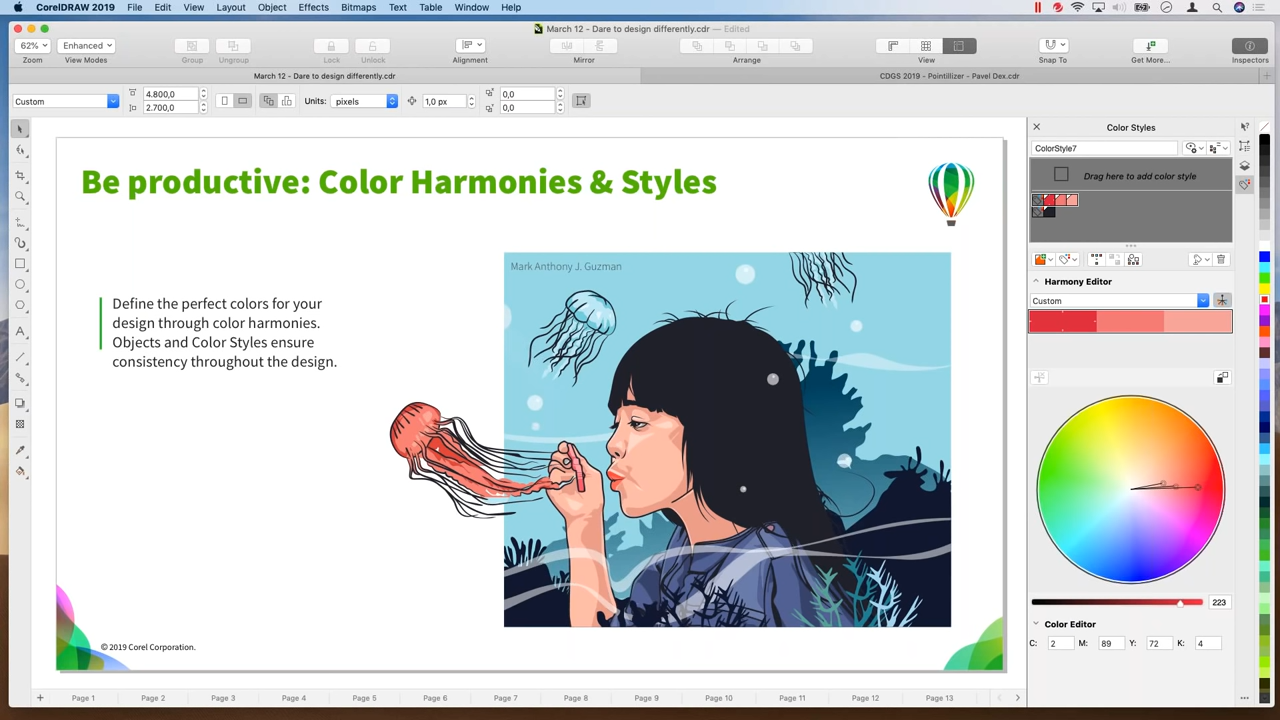 CorelDRAW 2019 File Edit View Layout Object Effects Bitmaps Text Table Window Help
March 12 - Dare to design differently.cdr — Edited
62% Enhanced
Zoom View Modes Group Ungroup Lock Unlock Alignment Mirror Arrange View Snap To Get More... Inspectors
March 12 - Dare to design differently.cdr CDGS 2019 - Pointillizer - Pavel Dex.cdr
Custom 4.800,0 2.700,0 Units: pixels 1,0 px 0,0 0,0
Color Styles
ColorStyle7
Drag here to add color style
Harmony Editor
Custom
223
Color Editor
C: 2 M: 89 Y: 72 K: 4
Be productive: Color Harmonies & Styles
Mark Anthony J. Guzman
Define the perfect colors for your
design through color harmonies.
Objects and Color Styles ensure
consistency throughout the design.
© 2019 Corel Corporation.
Page 1 Page 2 Page 3 Page 4 Page 5 Page 6 Page 7 Page 8 Page 9 Page 10 Page 11 Page 12 Page 13